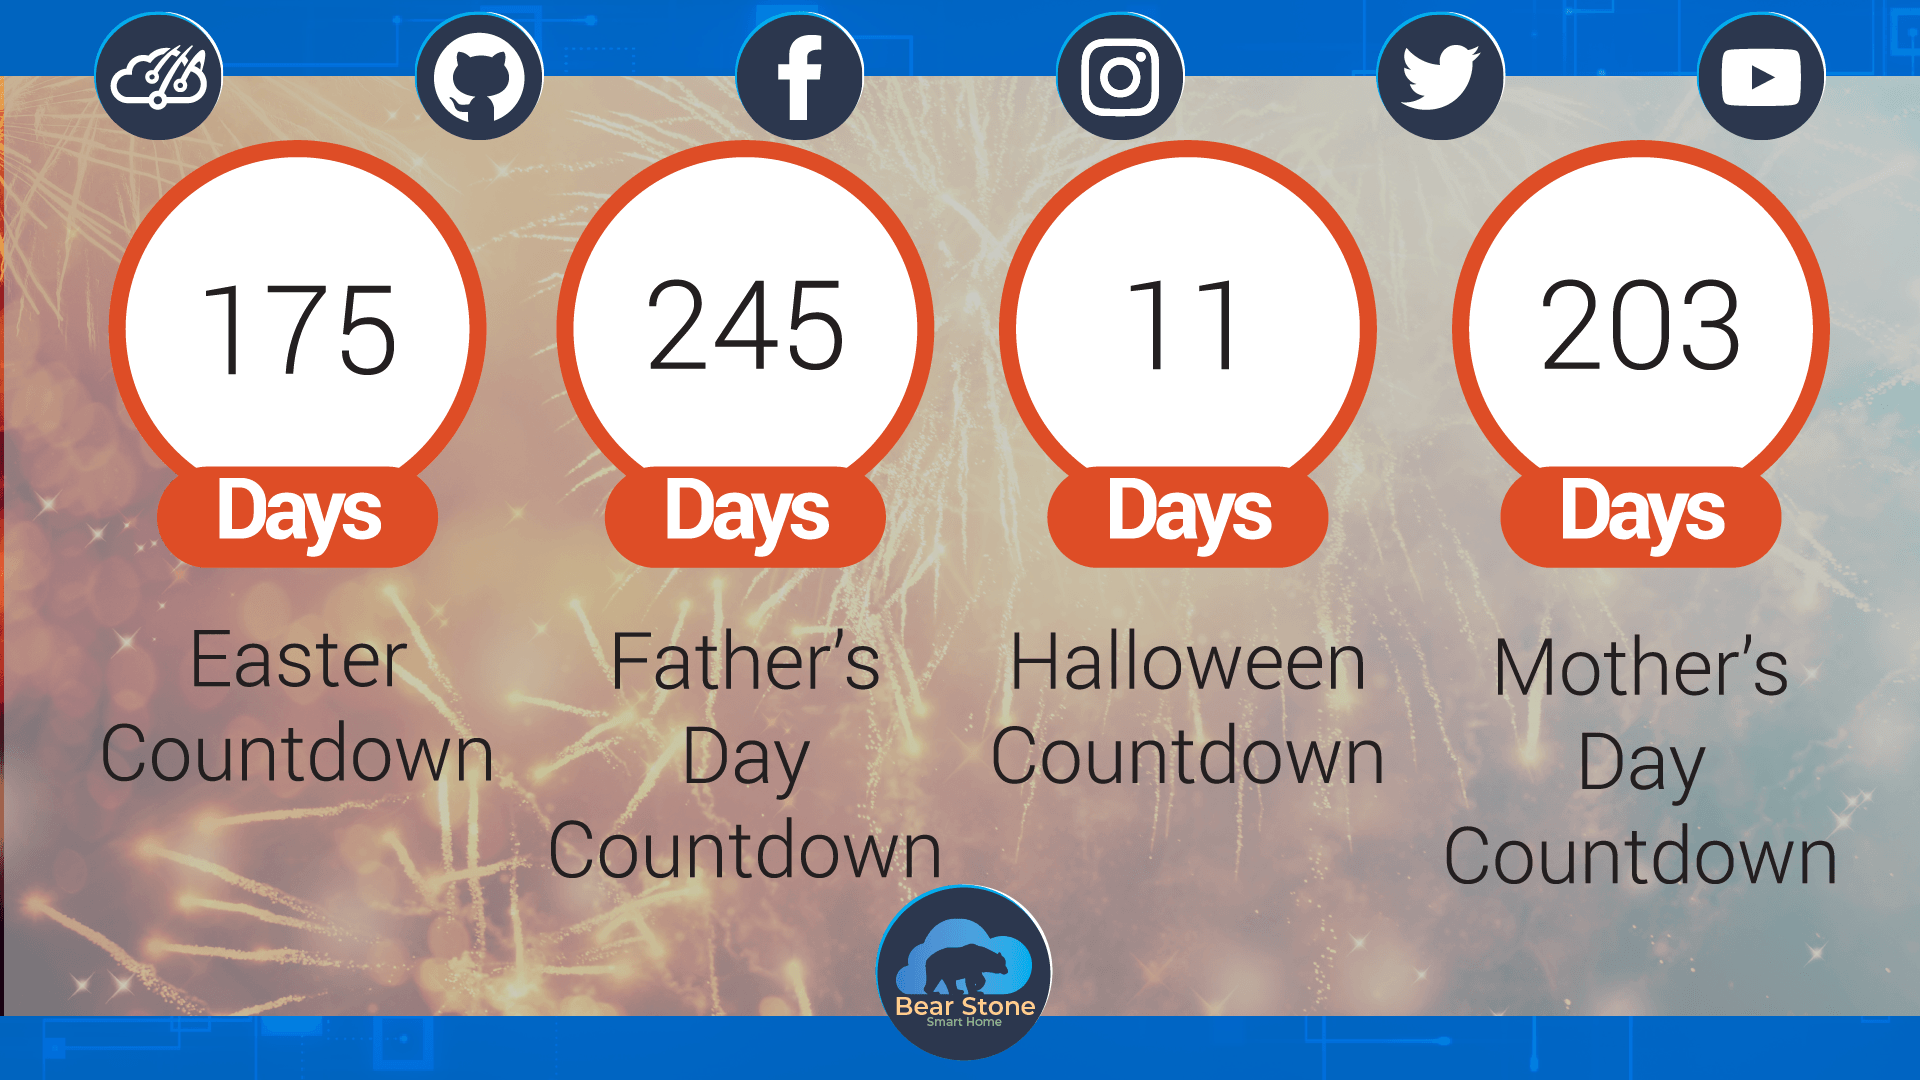 175
Days
Easter
Countdown
245
Days
Father’s
Day
Countdown
11
Days
Halloween
Countdown
203
Days
Mother’s
Day
Countdown
Bear Stone
Smart Home